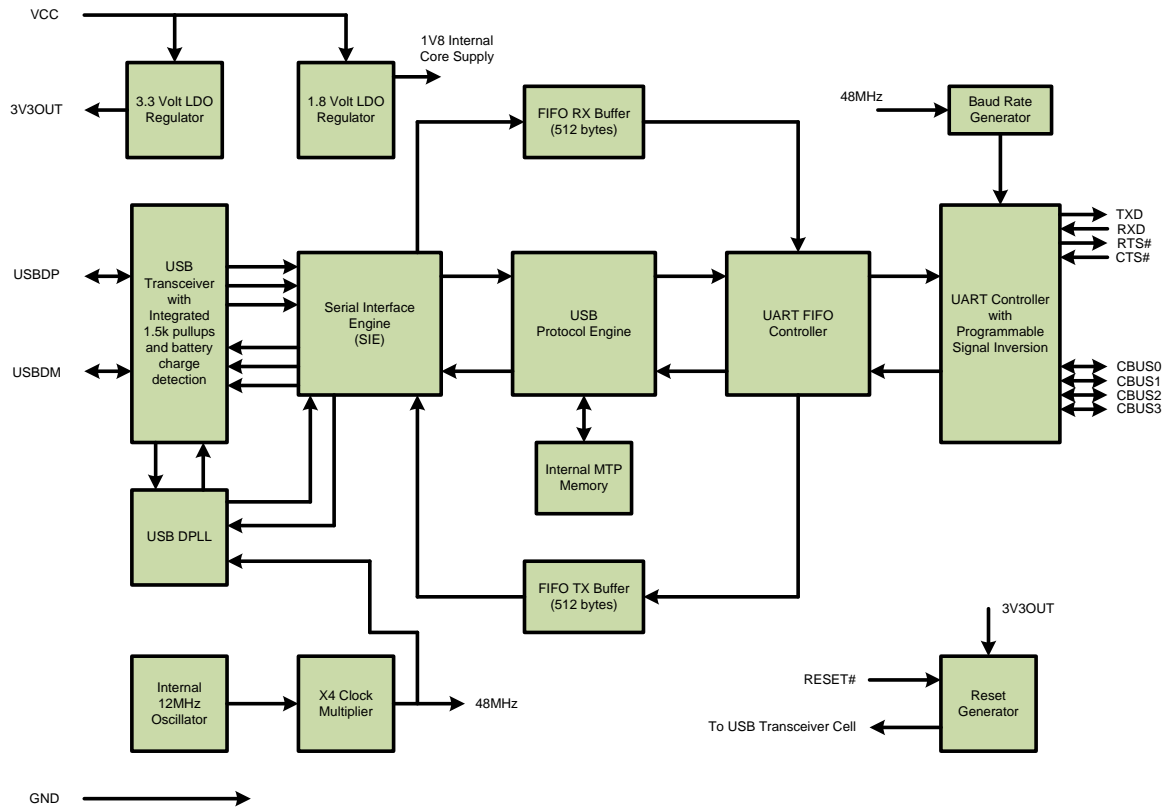 VCC
1V8 Internal
Core Supply
3V3OUT
3.3 Volt LDO
Regulator
1.8 Volt LDO
Regulator
FIFO RX Buffer
(512 bytes)
48MHz
Baud Rate
Generator
USBDP
USBDM
USB
Transceiver
with
Integrated
1.5k pullups
and battery
charge
detection
Serial Interface
Engine
(SIE)
USB
Protocol Engine
UART FIFO
Controller
UART Controller
with
Programmable
Signal Inversion
TXD
RXD
RTS#
CTS#
CBUS0
CBUS1
CBUS2
CBUS3
Internal MTP
Memory
USB DPLL
FIFO TX Buffer
(512 bytes)
3V3OUT
Internal
12MHz
Oscillator
X4 Clock
Multiplier
48MHz
RESET#
To USB Transceiver Cell
Reset
Generator
GND